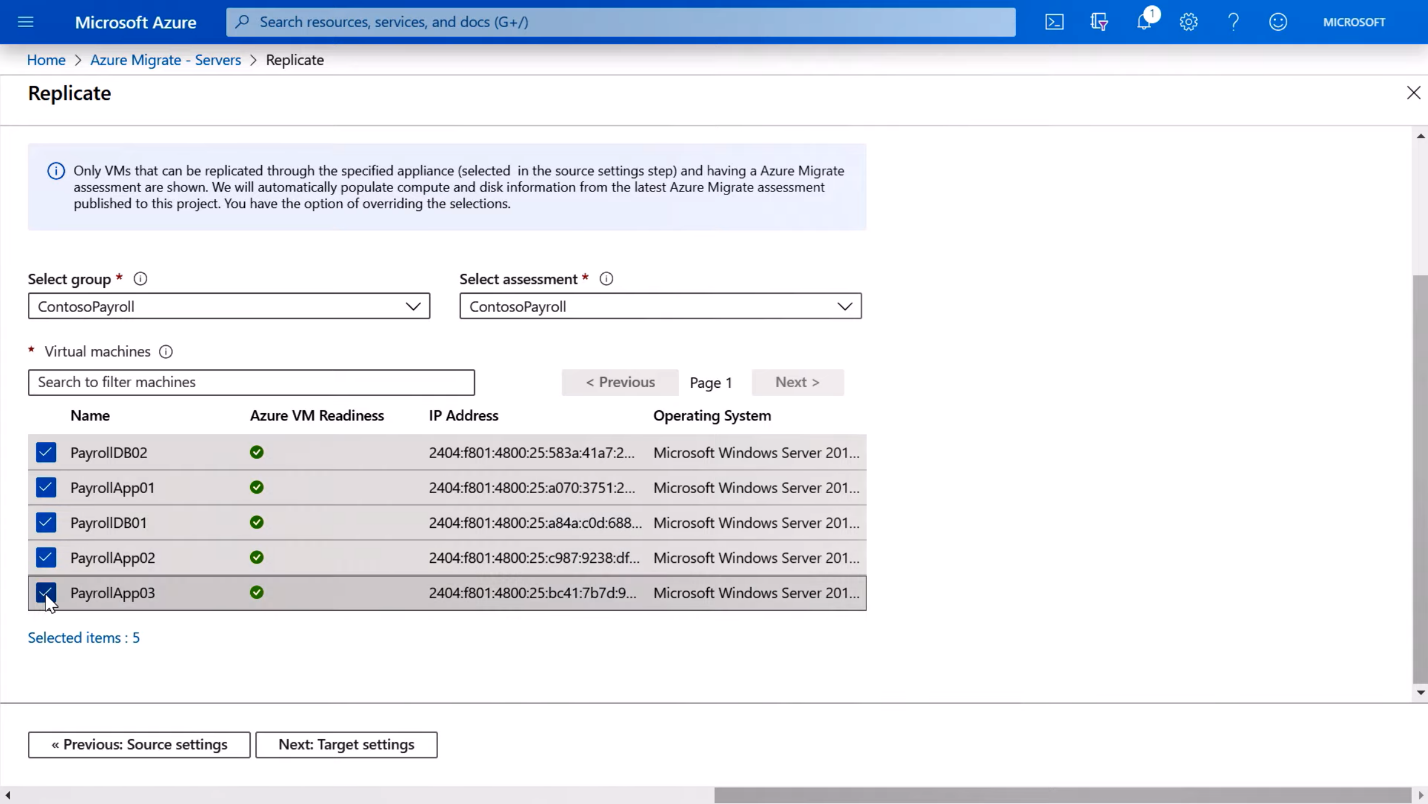 Microsoft Azure
Search resources, services, and docs (G+/)
1
MICROSOFT
Home > Azure Migrate - Servers > Replicate
Replicate
Only VMs that can be replicated through the specified appliance (selected in the source settings step) and having a Azure Migrate
assessment are shown. We will automatically populate compute and disk information from the latest Azure Migrate assessment
published to this project. You have the option of overriding the selections.
Select group * Select assessment *
ContosoPayroll ContosoPayroll
* Virtual machines
Search to filter machines < Previous Page 1 Next >
Name Azure VM Readiness IP Address Operating System
PayrollDB02 2404:f801:4800:25:583a:41a7:2... Microsoft Windows Server 201...
PayrollApp01 2404:f801:4800:25:a070:3751:2... Microsoft Windows Server 201...
PayrollDB01 2404:f801:4800:25:a84a:c0d:688... Microsoft Windows Server 201...
PayrollApp02 2404:f801:4800:25:c987:9238:df... Microsoft Windows Server 201...
PayrollApp03 2404:f801:4800:25:bc41:7b7d:9... Microsoft Windows Server 201...
Selected items : 5
« Previous: Source settings Next: Target settings